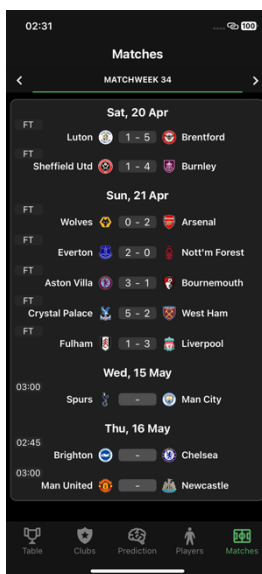 02:31
100
Matches
MATCHWEEK 34
Sat, 20 Apr
FT
Luton 1 - 5 Brentford
FT
Sheffield Utd 1 - 4 Burnley
Sun, 21 Apr
FT
Wolves 0 - 2 Arsenal
FT
Everton 2 - 0 Nott'm Forest
FT
Aston Villa 3 - 1 Bournemouth
FT
Crystal Palace 5 - 2 West Ham
FT
Fulham 1 - 3 Liverpool
Wed, 15 May
03:00
Spurs - Man City
Thu, 16 May
02:45
Brighton - Chelsea
03:00
Man United - Newcastle
Table Clubs Prediction Players Matches